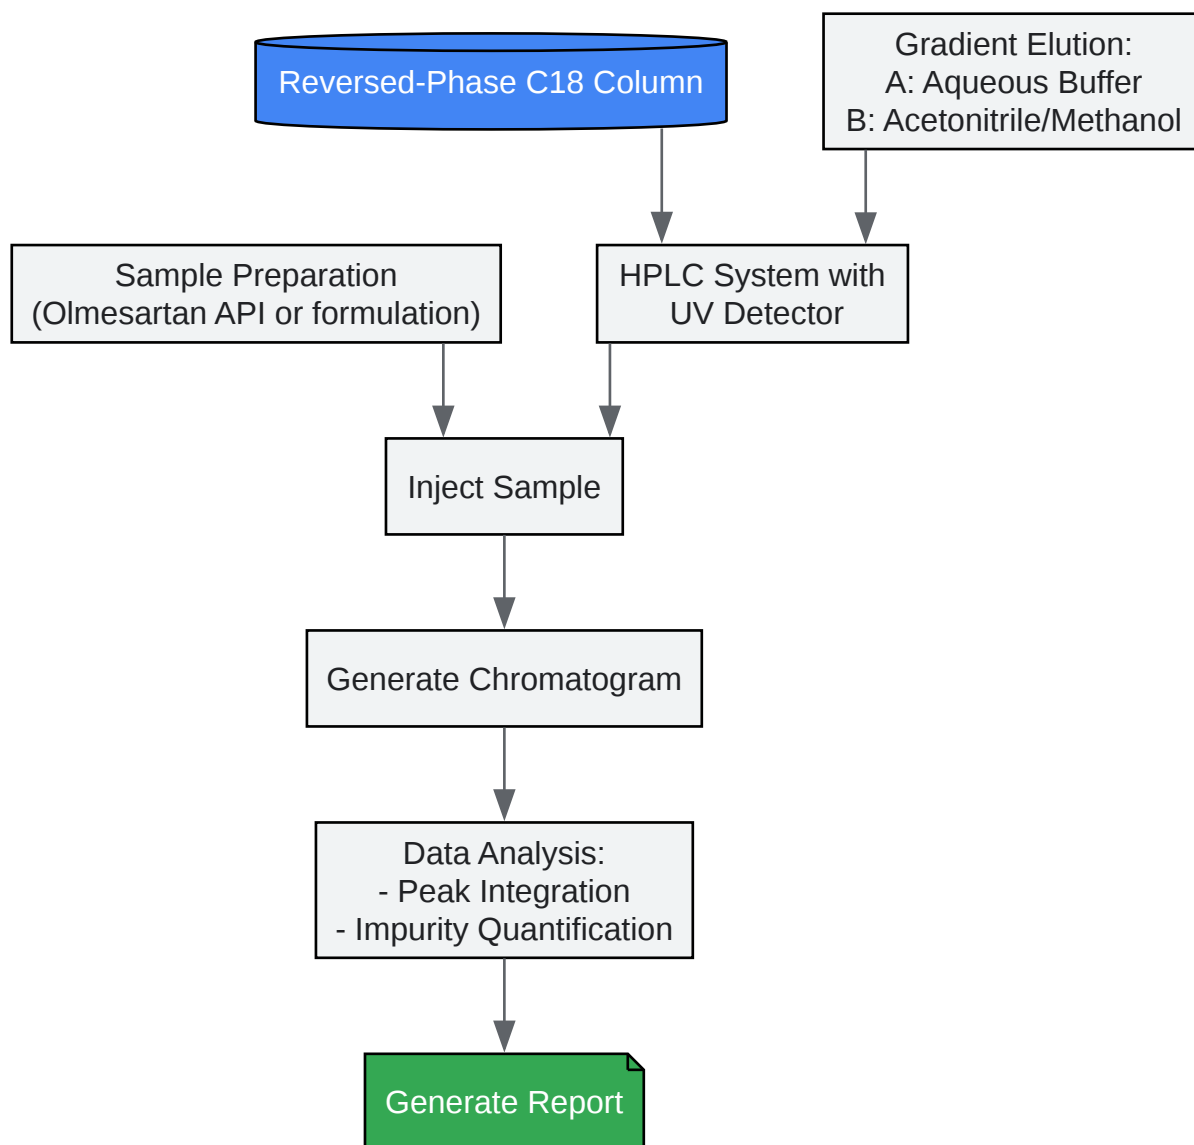 Reversed-Phase C18 Column
Gradient Elution:
A: Aqueous Buffer
B: Acetonitrile/Methanol
Sample Preparation
(Olmesartan API or formulation)
HPLC System with
UV Detector
Inject Sample
Generate Chromatogram
Data Analysis:
- Peak Integration
- Impurity Quantification
Generate Report